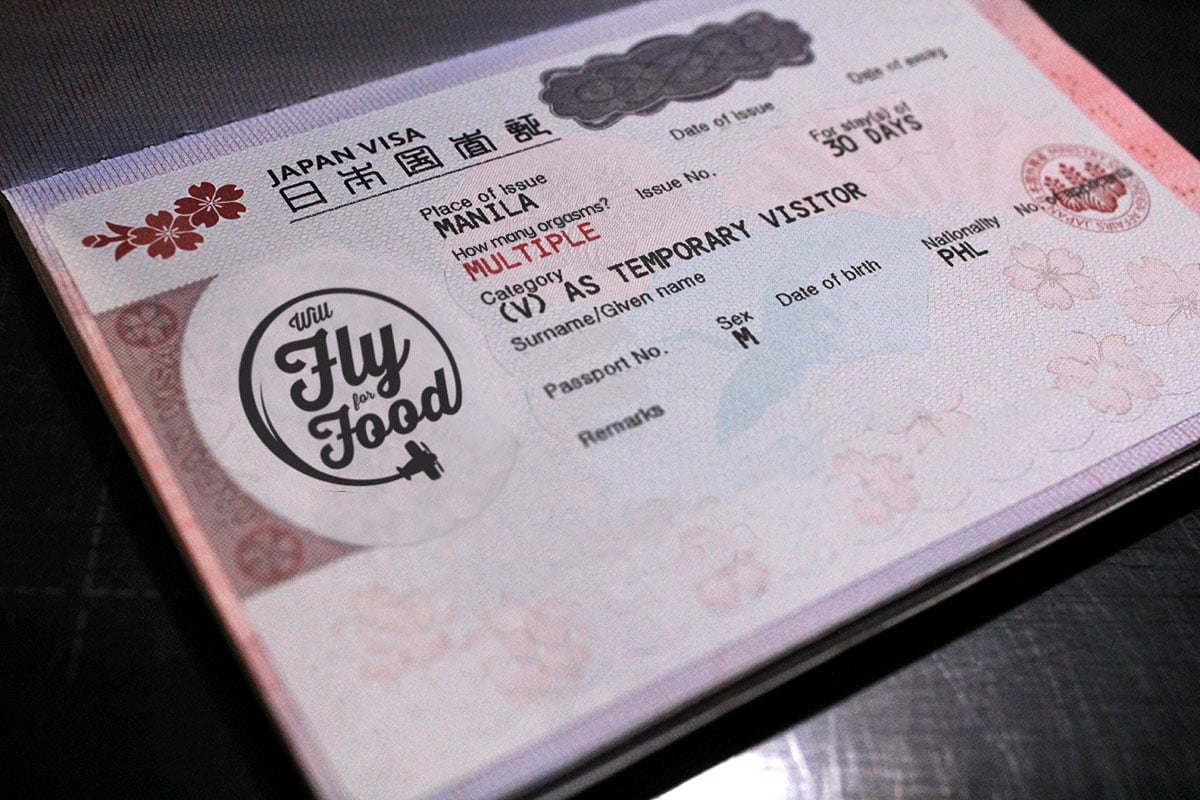 JAPAN VISA
日本国査証
Place of issue
MANILA
Date of issue
Date of expiry
How many orgasms?
MULTIPLE
Issue No.
For stay(s) of
30 DAYS
Category
(V) AS TEMPORARY VISITOR
Surname/Given name
Passport No.
Sex
M
Date of birth
Nationality
PHL
No. of
Remarks
Will
Fly
for
Food